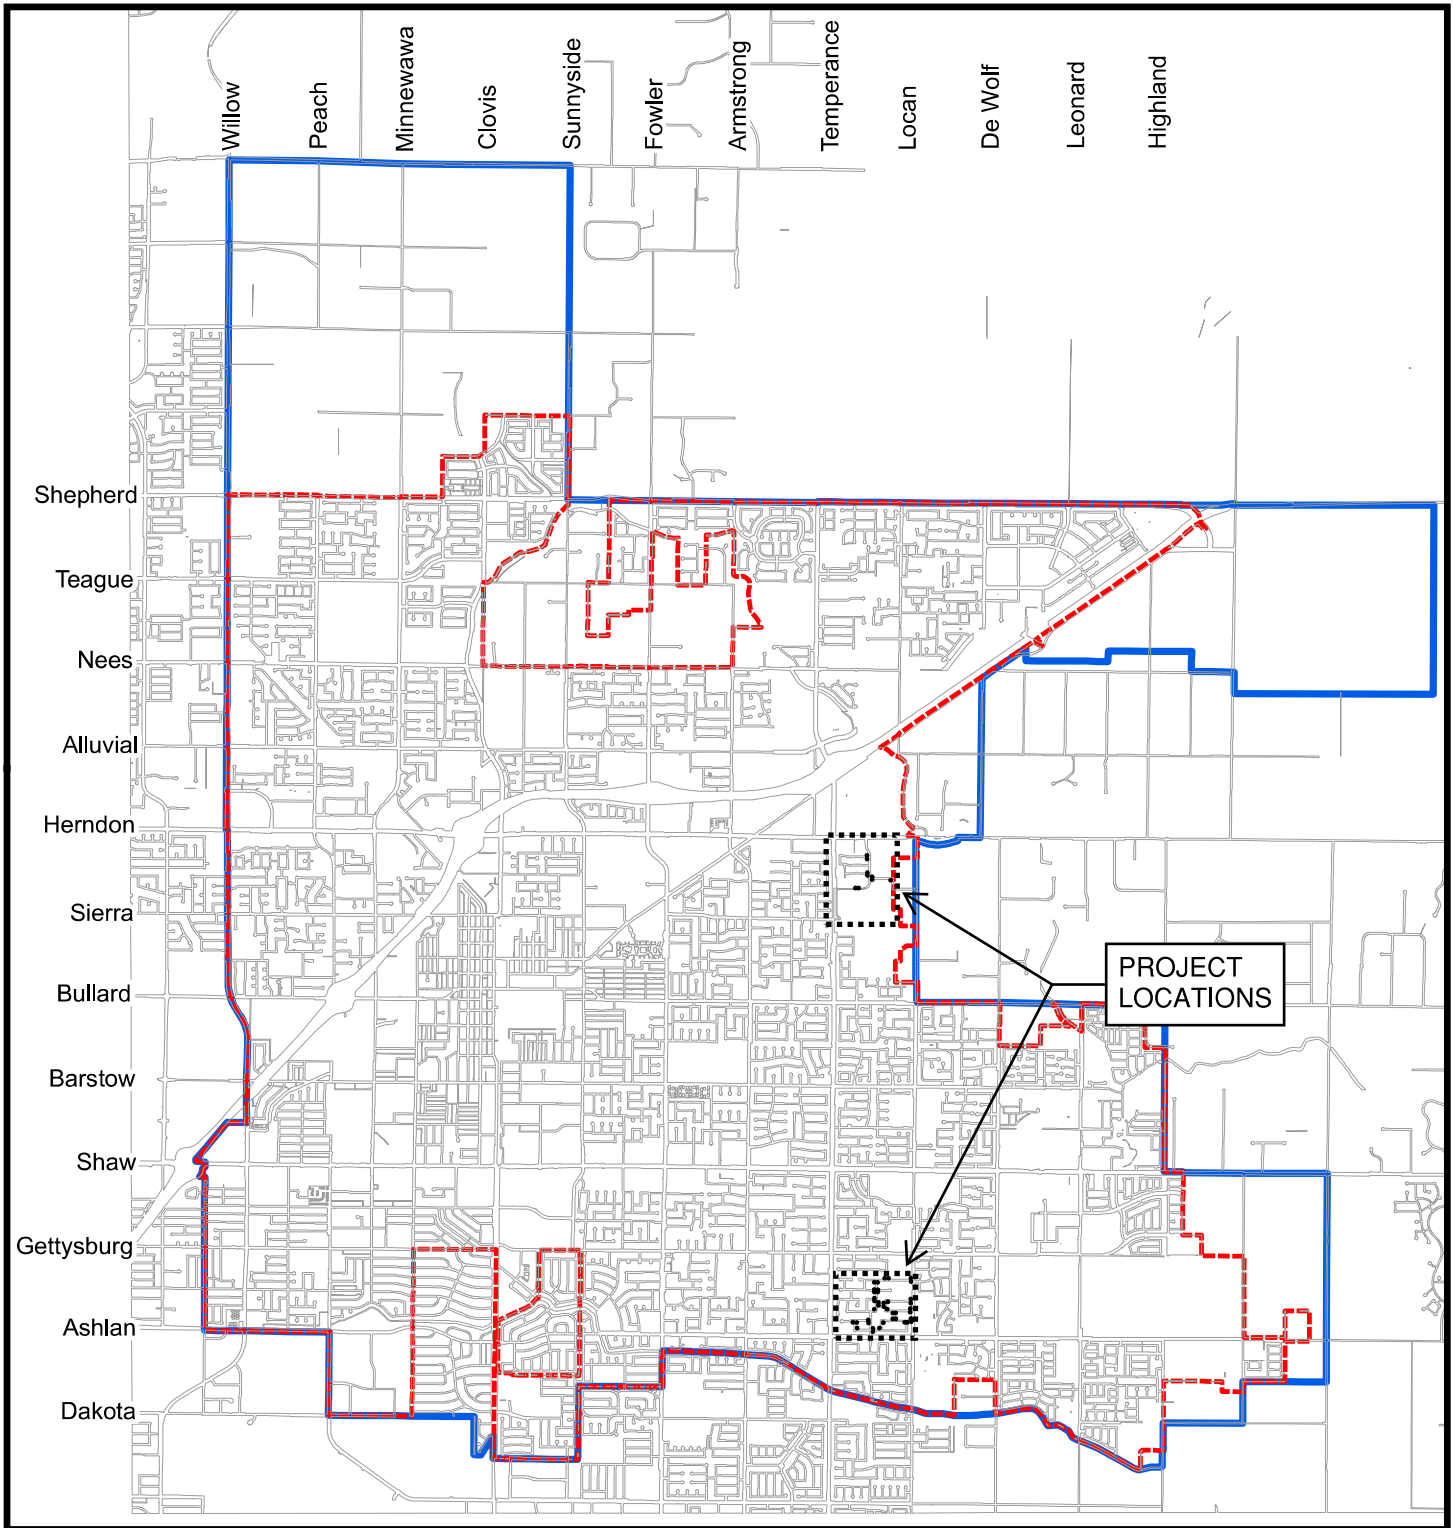 Willow
Peach
Minnewawa
Clovis
Sunnyside
Fowler
Armstrong
Temperance
Locan
De Wolf
Leonard
Highland
Shepherd
Teague
Nees
Alluvial
Herndon
Sierra
Bullard
Barstow
Shaw
Gettysburg
Ashlan
Dakota
PROJECT
LOCATIONS